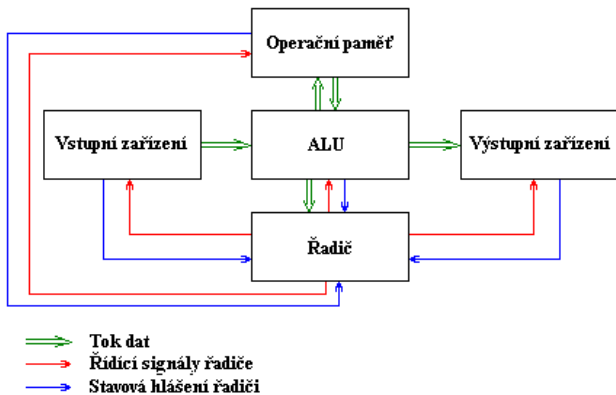 Operační paměť
Vstupní zařízení
ALU
Výstupní zařízení
Řadič
Tok dat
Řídící signály řadiče
Stavová hlášení řadiči